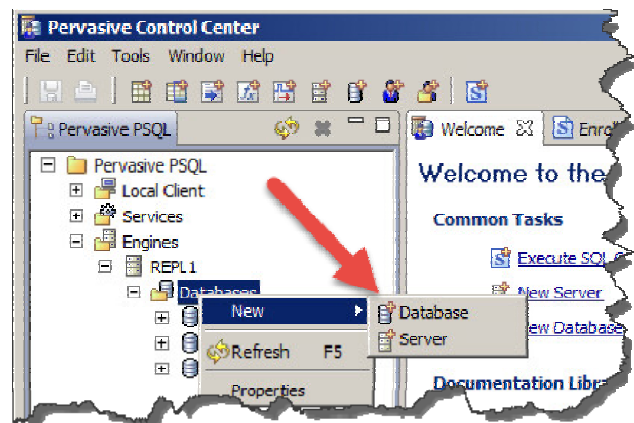 Pervasive Control Center
File Edit Tools Window Help
Pervasive PSQL
Welcome
Pervasive PSQL
Local Client
Services
Engines
REPL1
Databases
New
Refresh F5
Properties
Database
Server
Welcome to the
Common Tasks
Execute SQL
New Server
New Database
Documentation